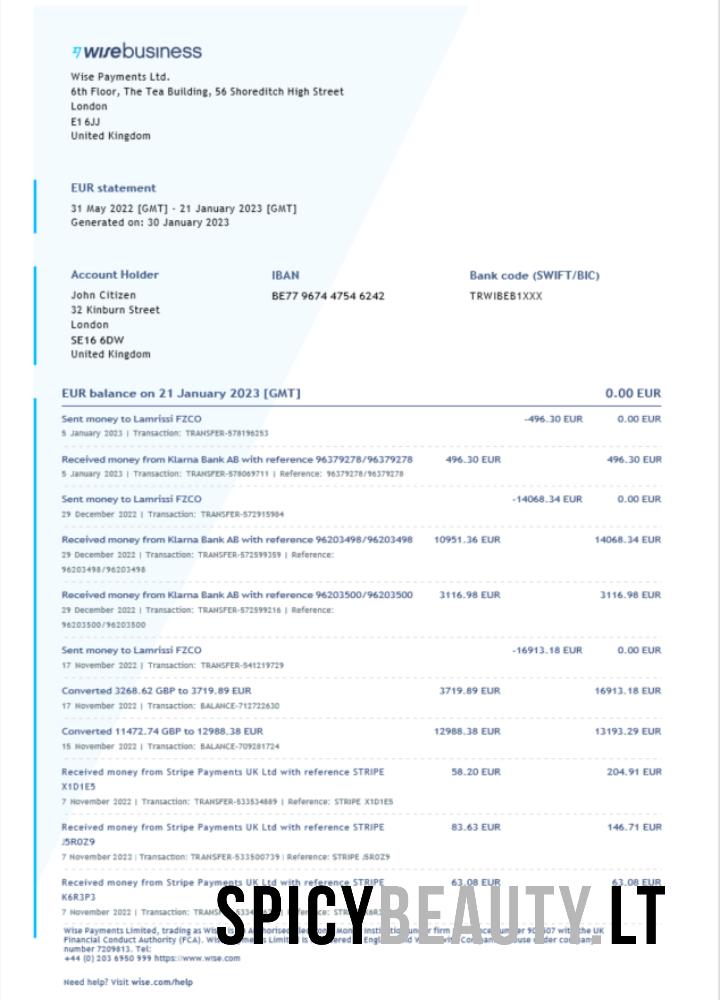 wisebusiness
Wise Payments Ltd.
6th Floor, The Tea Building, 56 Shoreditch High Street
London
E1 6JJ
United Kingdom
EUR statement
31 May 2022 [GMT] - 21 January 2023 [GMT]
Generated on: 30 January 2023
Account Holder IBAN Bank code (SWIFT/BIC)
John Citizen BE77 9674 4754 6242 TRWIBEB1XXX
32 Kinburn Street
London
SE16 6DW
United Kingdom
EUR balance on 21 January 2023 [GMT] 0.00 EUR
Sent money to Lamrissi FZCO -496.30 EUR 0.00 EUR
5 January 2023 | Transaction: TRANSFER-578196253
Received money from Klarna Bank AB with reference 96379278/96379278 496.30 EUR 496.30 EUR
5 January 2023 | Transaction: TRANSFER-578069711 | Reference: 96379278/96379278
Sent money to Lamrissi FZCO -14068.34 EUR 0.00 EUR
29 December 2022 | Transaction: TRANSFER-572915984
Received money from Klarna Bank AB with reference 96203498/96203498 10951.36 EUR 14068.34 EUR
29 December 2022 | Transaction: TRANSFER-572599359 | Reference:
96203498/96203498
Received money from Klarna Bank AB with reference 96203500/96203500 3116.98 EUR 3116.98 EUR
29 December 2022 | Transaction: TRANSFER-572599216 | Reference:
96203500/96203500
Sent money to Lamrissi FZCO -16913.18 EUR 0.00 EUR
17 November 2022 | Transaction: TRANSFER-541219729
Converted 3268.62 GBP to 3719.89 EUR 3719.89 EUR 16913.18 EUR
17 November 2022 | Transaction: BALANCE-712722630
Converted 11472.74 GBP to 12988.38 EUR 12988.38 EUR 13193.29 EUR
15 November 2022 | Transaction: BALANCE-709281724
Received money from Stripe Payments UK Ltd with reference STRIPE 58.20 EUR 204.91 EUR
X1D1E5
7 November 2022 | Transaction: TRANSFER-533534889 | Reference: STRIPE X1D1E5
Received money from Stripe Payments UK Ltd with reference STRIPE 83.63 EUR 146.71 EUR
J5R0Z9
7 November 2022 | Transaction: TRANSFER-533500739 | Reference: STRIPE J5R0Z9
Received money from Stripe Payments UK Ltd with reference STRIPE 63.08 EUR 63.08 EUR
K6R3P3
7 November 2022 | Transaction:
SPICYBEAUTY.LT
Wise Payments Limited, trading as with the UK
Financial Conduct Authority (FCA). Limited is
number 7209813. Tel:
+44 (0) 203 6950 999 https://www.wise.com
Need help? Visit wise.com/help